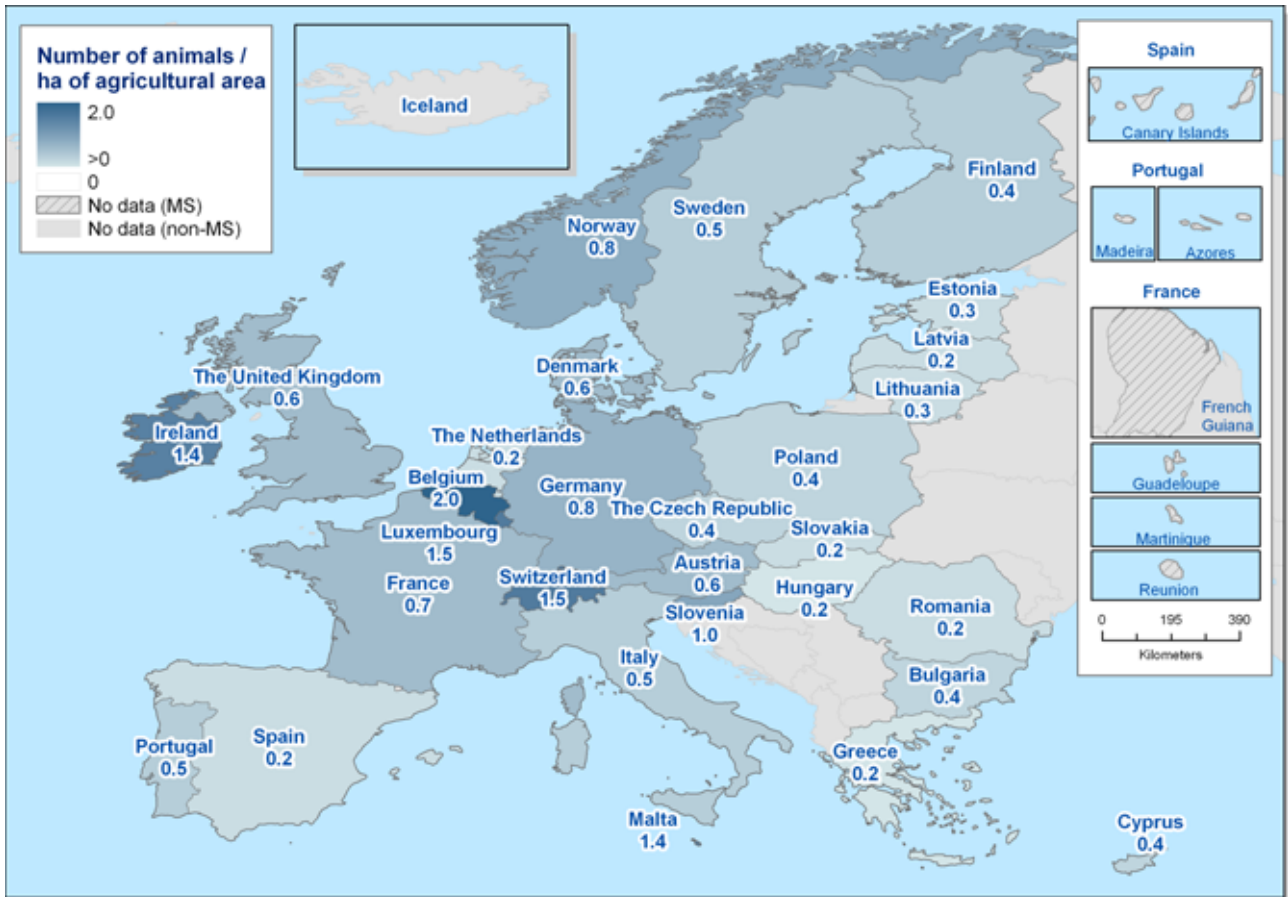 Number of animals /
ha of agricultural area
2.0
>0
0
No data (MS)
No data (non-MS)
Iceland
Spain
Canary Islands
Portugal
Madeira
Azores
France
French
Guiana
Guadeloupe
Martinique
Reunion
0 195 390
Kilometers
Finland
0.4
Sweden
0.5
Norway
0.8
Estonia
0.3
Latvia
0.2
Lithuania
0.3
Denmark
0.6
The United Kingdom
0.6
Ireland
1.4
The Netherlands
0.2
Belgium
2.0
Germany
0.8
Poland
0.4
The Czech Republic
0.4
Slovakia
0.2
Luxembourg
1.5
France
0.7
Switzerland
1.5
Austria
0.6
Hungary
0.2
Slovenia
1.0
Romania
0.2
Italy
0.5
Bulgaria
0.4
Portugal
0.5
Spain
0.2
Greece
0.2
Malta
1.4
Cyprus
0.4